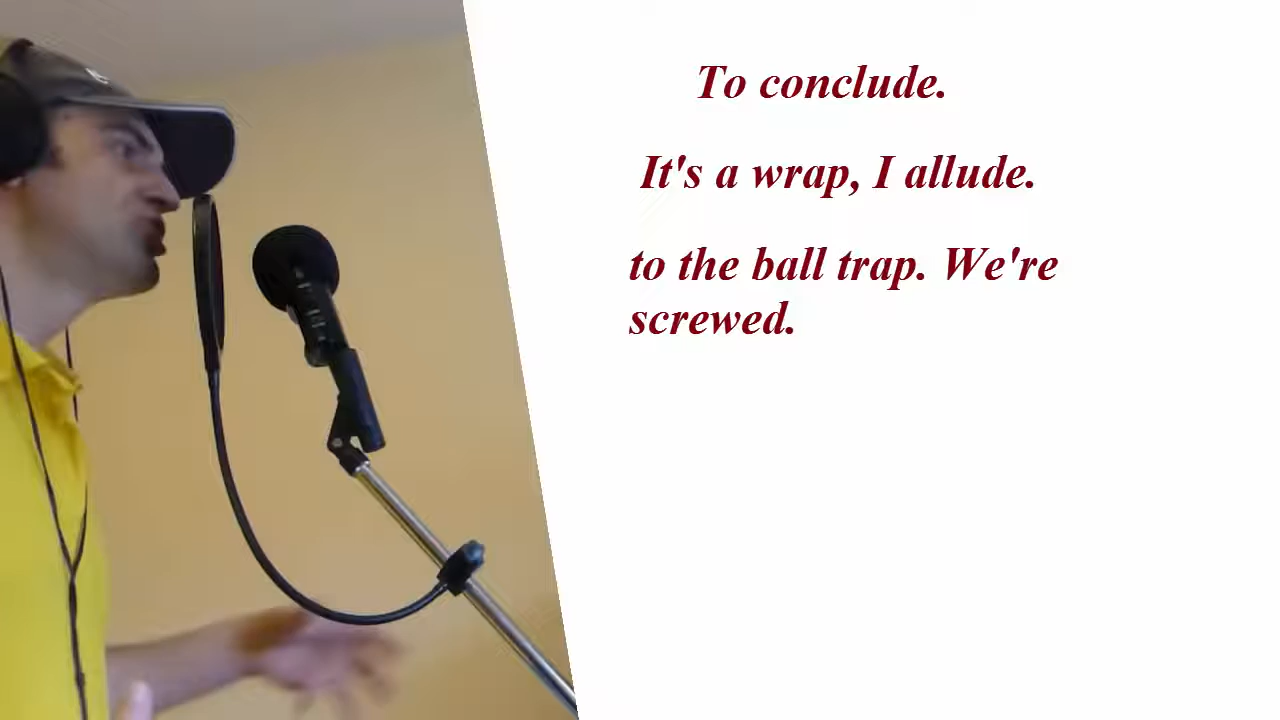 To conclude.
It's a wrap, I allude.
to the ball trap. We're
screwed.